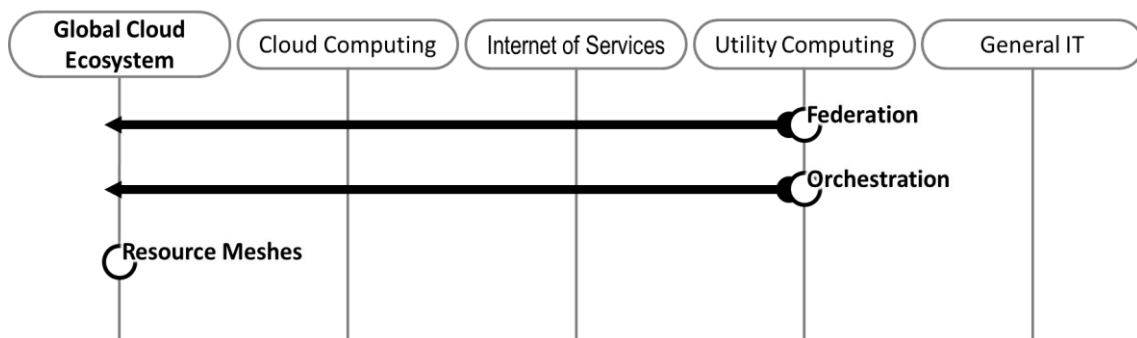 Global Cloud
Ecosystem
Cloud Computing
Internet of Services
Utility Computing
General IT
Federation
Orchestration
Resource Meshes